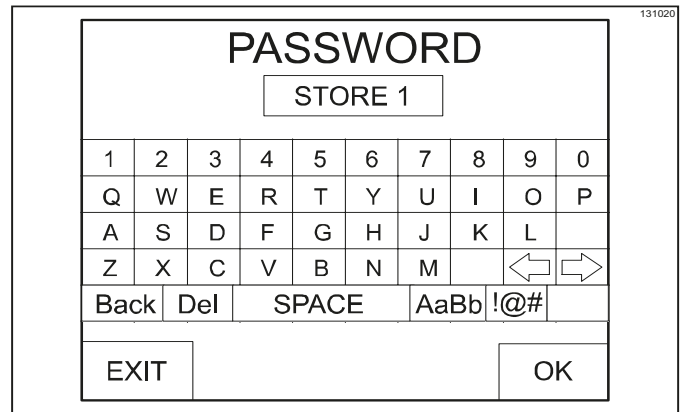 131020
PASSWORD
STORE 1
1 2 3 4 5 6 7 8 9 0
Q W E R T Y U I O P
A S D F G H J K L
Z X C V B N M
Back Del SPACE AaBb !@#
EXIT OK